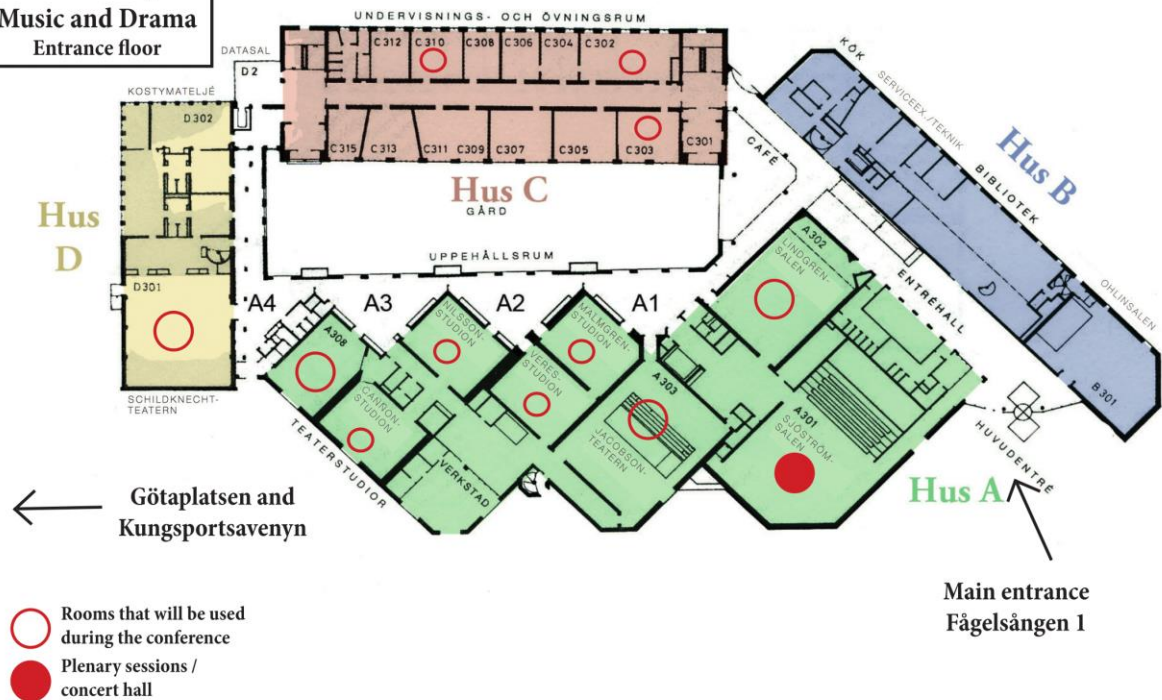 Music and Drama
Entrance floor
UNDERVISNINGS- OCH ÖVNINGSRUM
DATASAL
D2
C312
C310
C308
C306
C304
C302
C315
C313
C311
C309
C307
C305
C303
C301
Hus C
GÅRD
UPPEHÅLLSRUM
KOSTYMATELJÉ
D302
Hus
D
D301
SCHILDKNECHT-
TEATERN
CAFÉ
KÖK
SERVICEEX./TEKNIK
BIBLIOTEK
Hus B
OHLINSALEN
B301
ENTRÉHALL
HUVUDENTRÉ
A4
A3
A2
A1
A302
LINDGREN-
SALEN
A308
NILSSON-
STUDION
MALMGREN-
STUDION
VERES-
STUDION
CARRON-
STUDION
A303
JACOBSON-
TEATERN
A301
SJÖSTRÖM-
SALEN
TEATERSTUDIOR
VERKSTAD
Hus A
Götaplatsen and
Kungsportsavenyn
Main entrance
Fågelsången 1
Rooms that will be used
during the conference
Plenary sessions /
concert hall